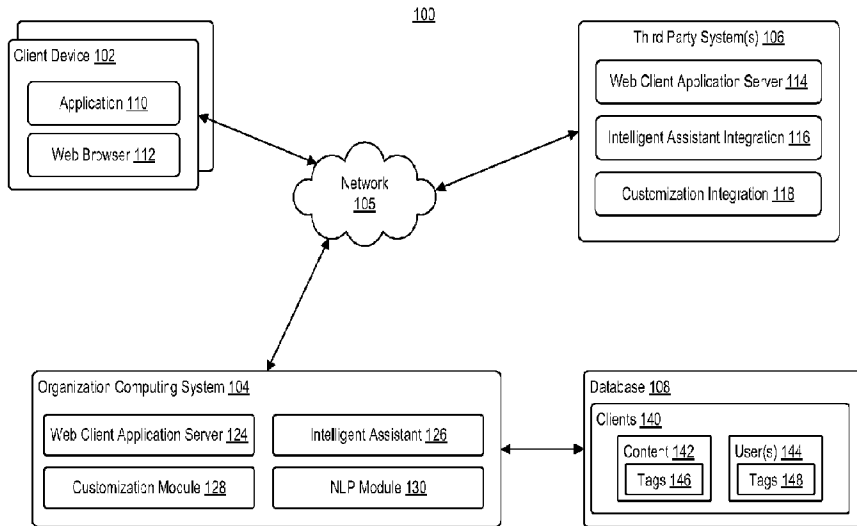 100
Client Device 102
Application 110
Web Browser 112
Third Party System(s) 106
Web Client Application Server 114
Intelligent Assistant Integration 116
Customization Integration 118
Network
105
Organization Computing System 104
Web Client Application Server 124
Intelligent Assistant 126
Customization Module 128
NLP Module 130
Database 108
Clients 140
Content 142
Tags 146
User(s) 144
Tags 148